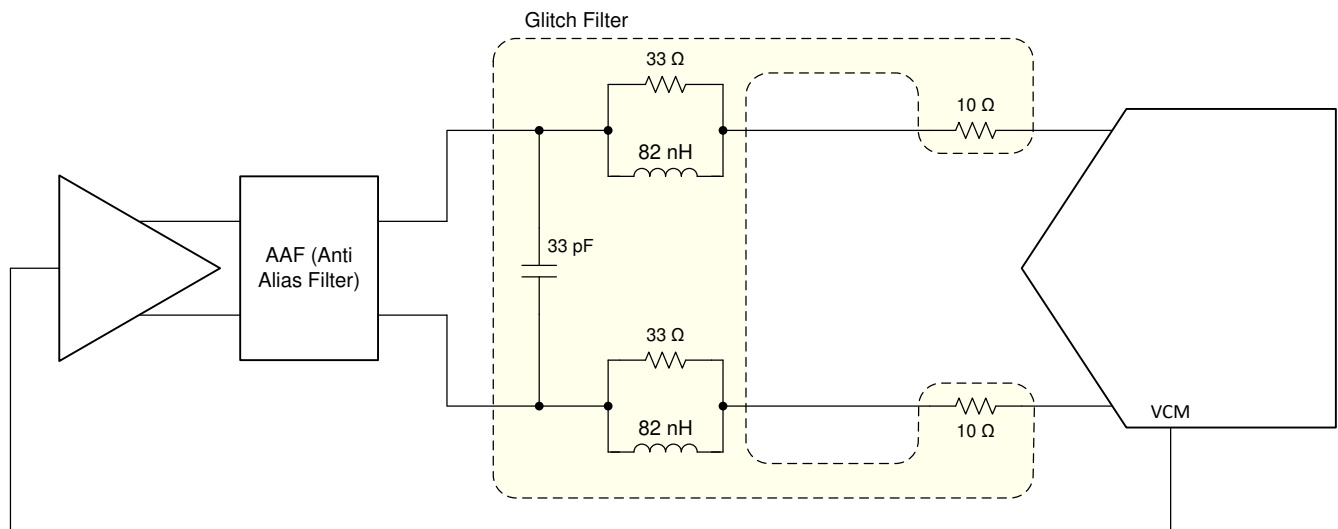 Glitch Filter
33 Ω
10 Ω
82 nH
AAF (Anti
Alias Filter)
33 pF
33 Ω
82 nH
10 Ω
VCM